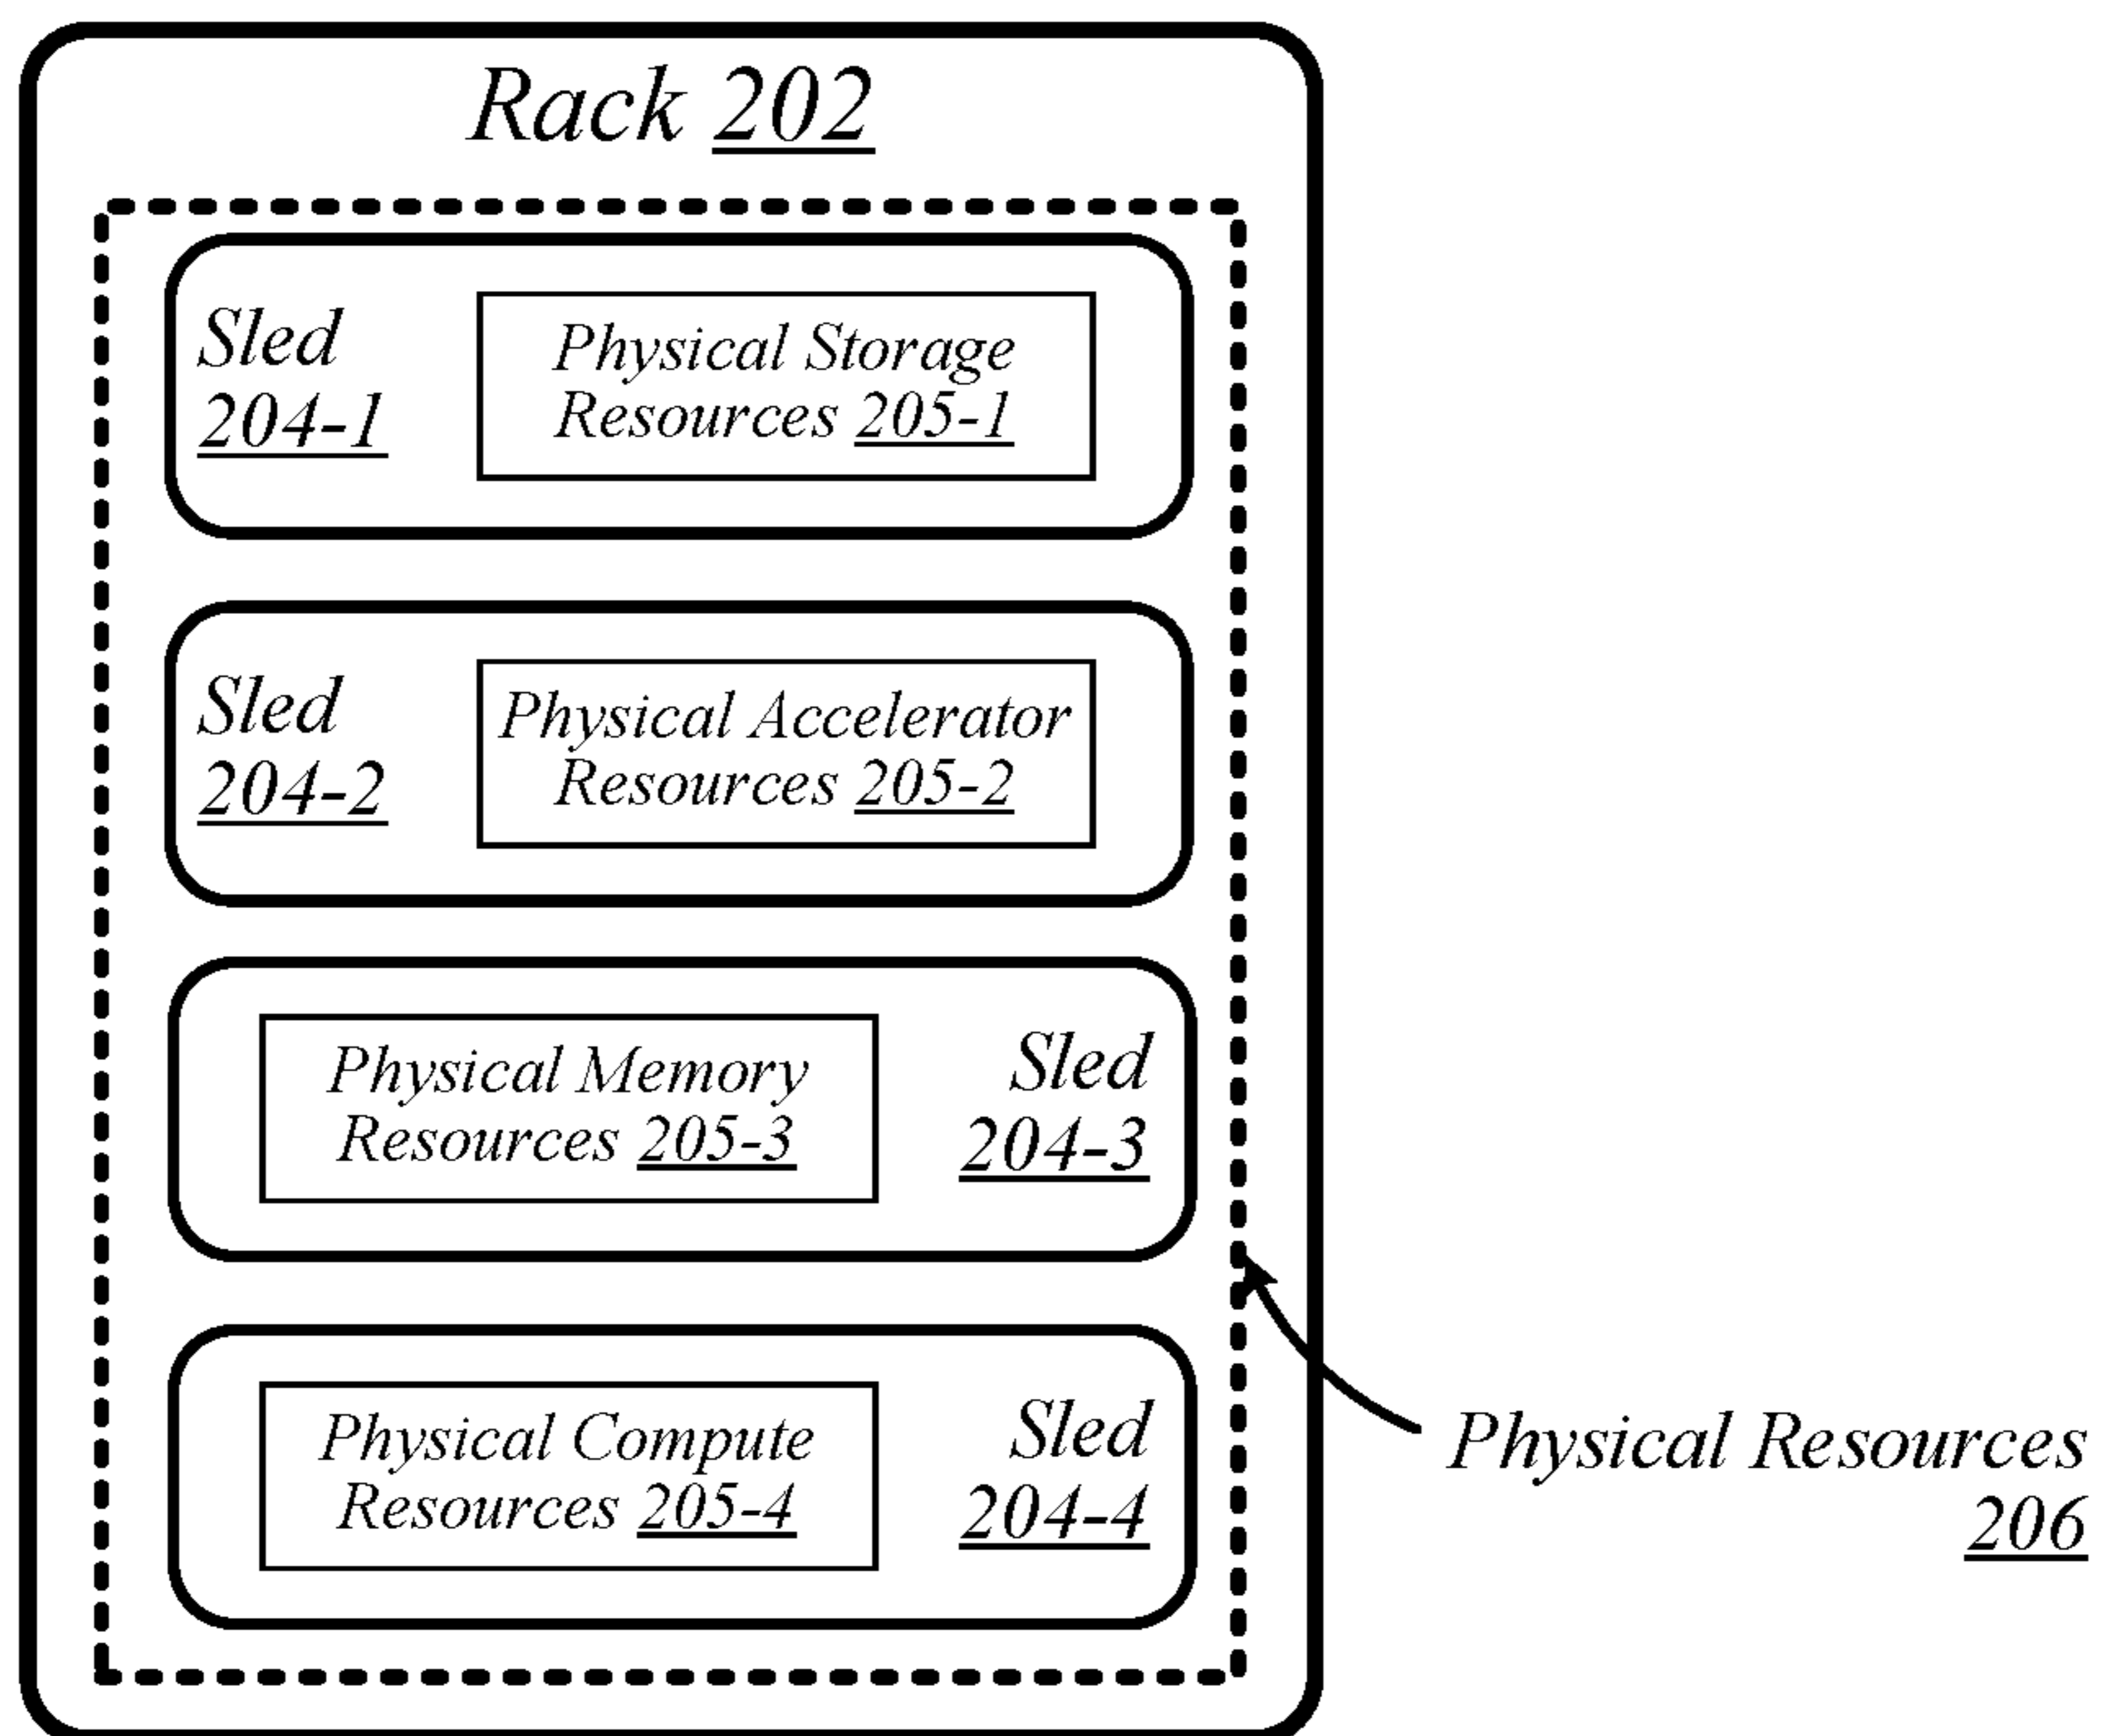 Rack 202
Sled
204-1
Physical Storage
Resources 205-1
Sled
204-2
Physical Accelerator
Resources 205-2
Physical Memory
Resources 205-3
Sled
204-3
Physical Compute
Resources 205-4
Sled
204-4
Physical Resources
206